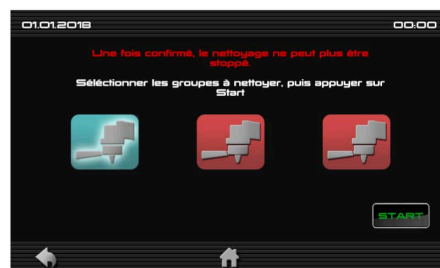 01.01.2018 00:00
Une fois confirmé, le nettoyage ne peut plus être
stoppé.
Séléctionner les groupes à nettoyer, puis appuyer sur
Start
START